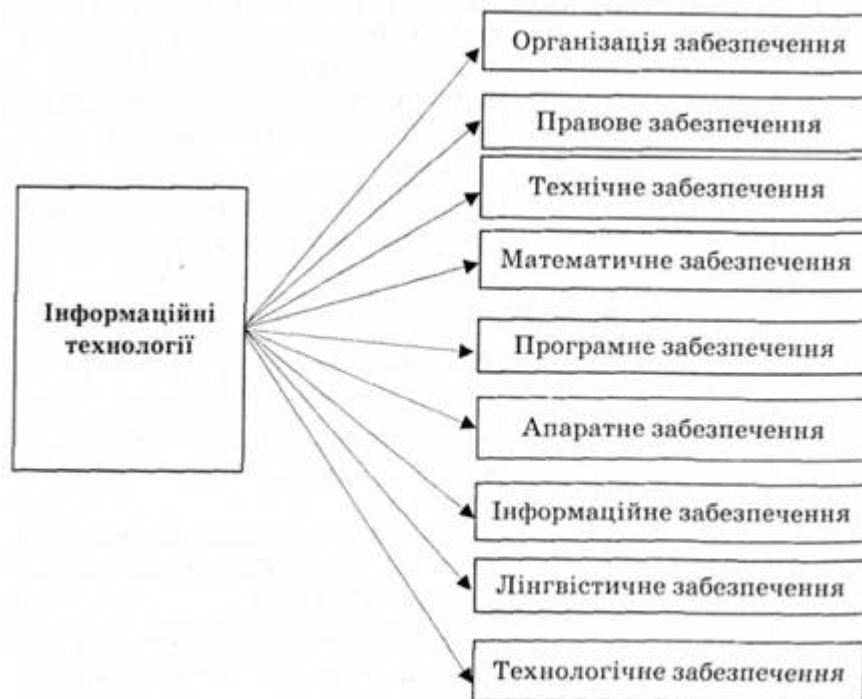 Організація забезпечення
Правове забезпечення
Технічне забезпечення
Математичне забезпечення
Інформаційні
технології
Програмне забезпечення
Апаратне забезпечення
Інформаційне забезпечення
Лінгвістичне забезпечення
Технологічне забезпечення